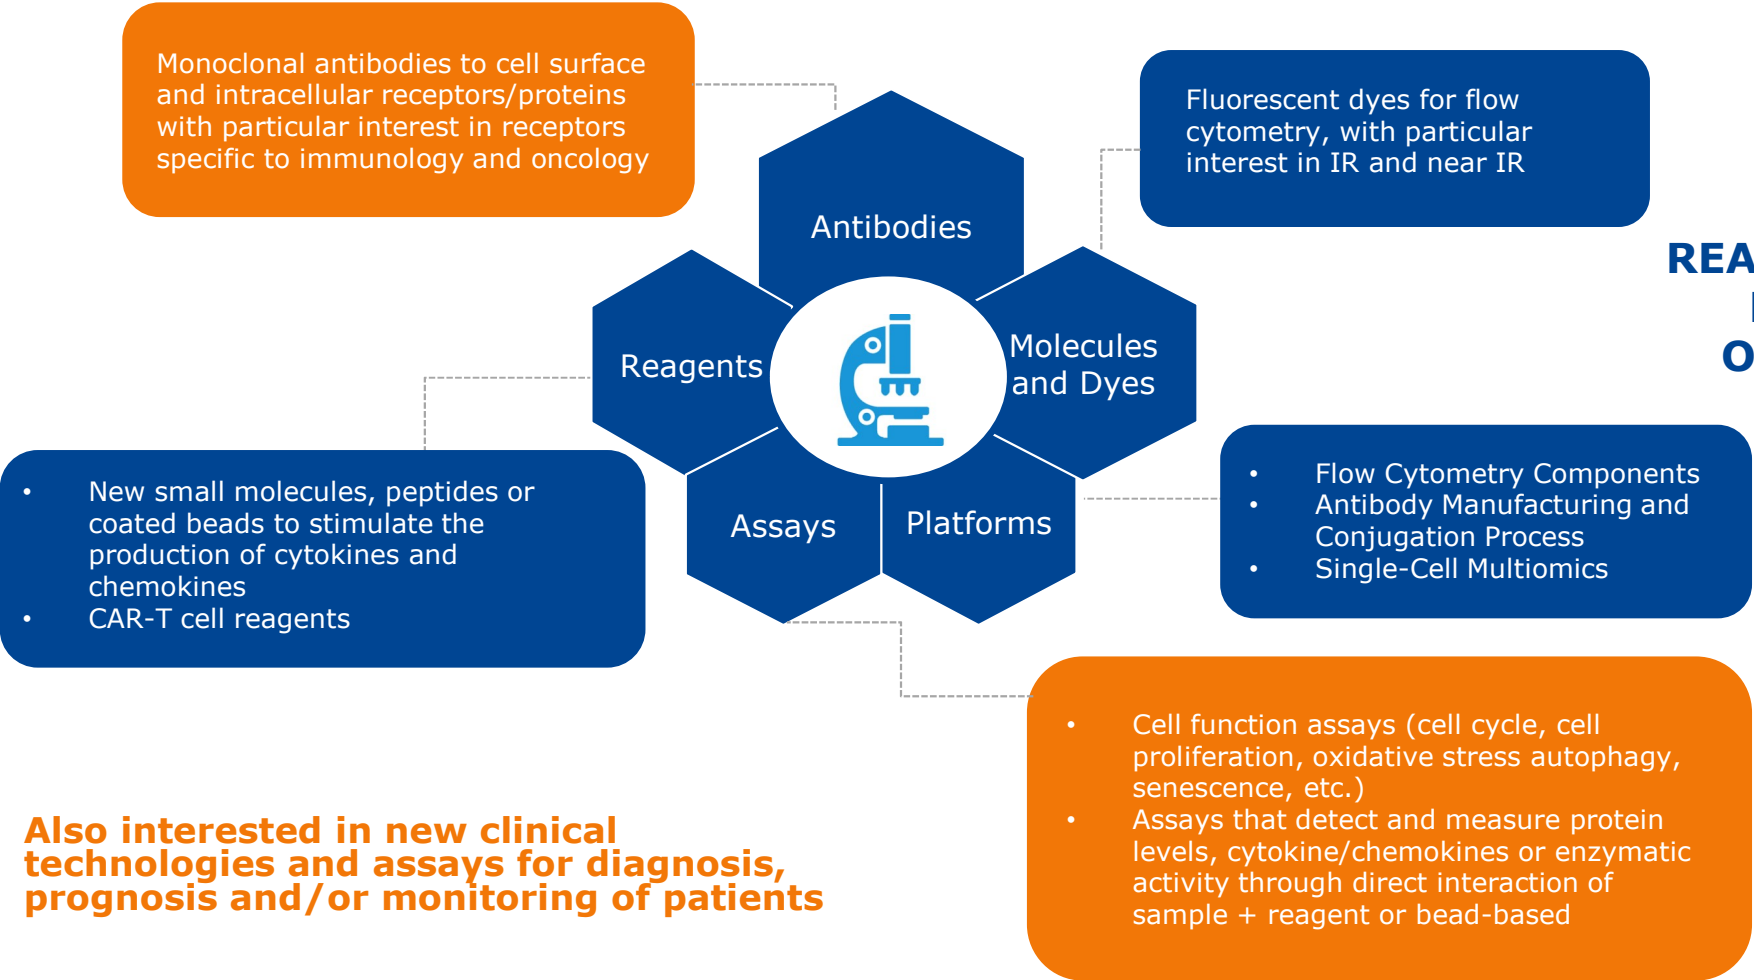 Monoclonal antibodies to cell surface
and intracellular receptors/proteins
with particular interest in receptors
specific to immunology and oncology
Fluorescent dyes for flow
cytometry, with particular
interest in IR and near IR
Antibodies
REA
O
Reagents
Molecules
and Dyes
Assays
Platforms
• New small molecules, peptides or
coated beads to stimulate the
production of cytokines and
chemokines
• CAR-T cell reagents
• Flow Cytometry Components
• Antibody Manufacturing and
Conjugation Process
• Single-Cell Multiomics
• Cell function assays (cell cycle, cell
proliferation, oxidative stress autophagy,
senescence, etc.)
• Assays that detect and measure protein
levels, cytokine/chemokines or enzymatic
activity through direct interaction of
sample + reagent or bead-based
Also interested in new clinical
technologies and assays for diagnosis,
prognosis and/or monitoring of patients